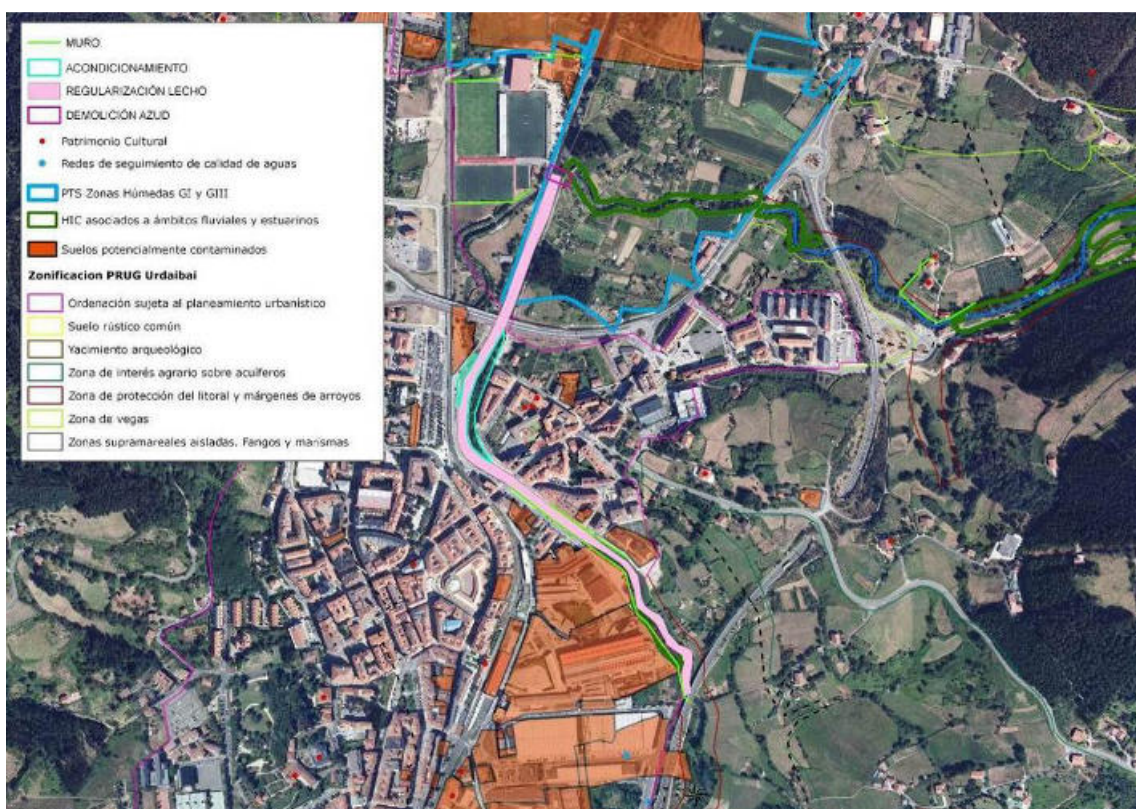 MURO
ACONDICIONAMIENTO
REGULARIZACIÓN LECHO
DEMOLICIÓN AZUD
Patrimonio Cultural
Redes de seguimiento de calidad de aguas
PTS Zonas Húmedas GI y GIII
HIC asociados a ámbitos fluviales y estuarinos
Suelos potencialmente contaminados
Zonificacion PRUG Urdaibai
Ordenación sujeta al planeamiento urbanístico
Suelo rústico común
Yacimiento arqueológico
Zona de interés agrario sobre acuíferos
Zona de protección del litoral y márgenes de arroyos
Zona de vegas
Zonas supramareales aisladas. Fangos y marismas